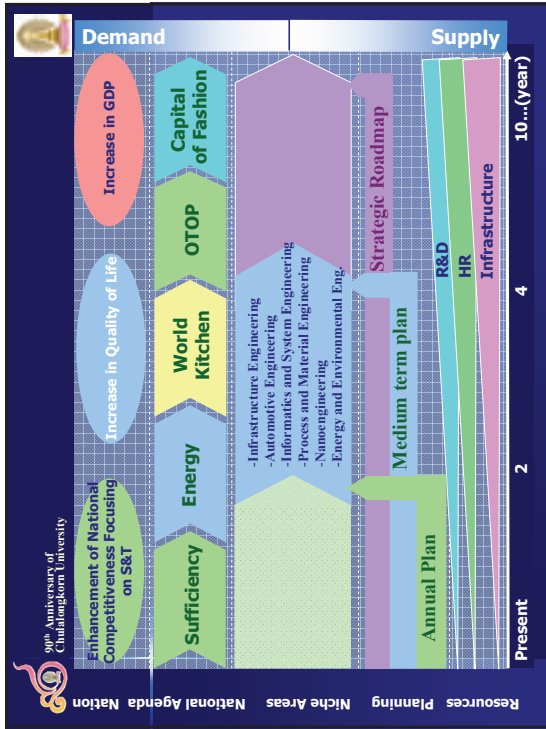 90th Anniversary of
Chulalongkorn University
Demand
Supply
Nation
Enhancement of National
Competitiveness Focusing
on S&T
Increase in Quality of Life
Increase in GDP
National Agenda
Sufficiency
Energy
World
Kitchen
OTOP
Capital
of Fashion
Niche Areas
-Infrastructure Engineering
-Automotive Engineering
-Informatics and System Engineering
-Process and Material Engineering
-Nanoengineering
-Energy and Environmental Eng.
Planning
Annual Plan
Medium term plan
Strategic Roadmap
Resources
R&D
HR
Infrastructure
Present
2
4
10...(year)